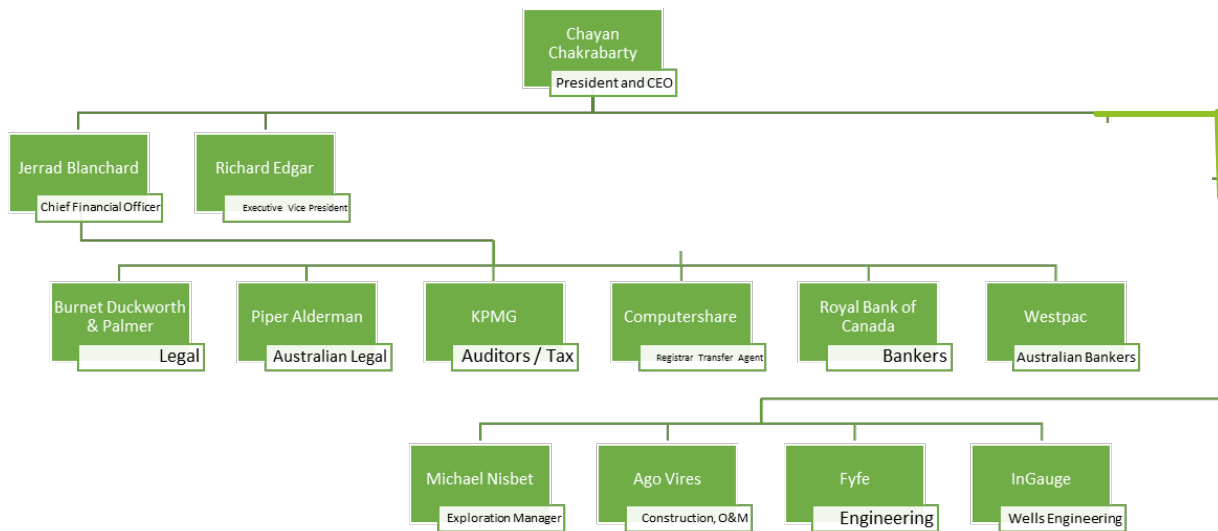 Chayan
Chakrabarty
President and CEO
Jerrad Blanchard
Chief Financial Officer
Richard Edgar
Executive Vice President
Burnet Duckworth
& Palmer
Legal
Piper Alderman
Australian Legal
KPMG
Auditors / Tax
Computershare
Registrar Transfer Agent
Royal Bank of
Canada
Bankers
Westpac
Australian Bankers
Michael Nisbet
Exploration Manager
Ago Vires
Construction, O&M
Fyfe
Engineering
InGauge
Wells Engineering